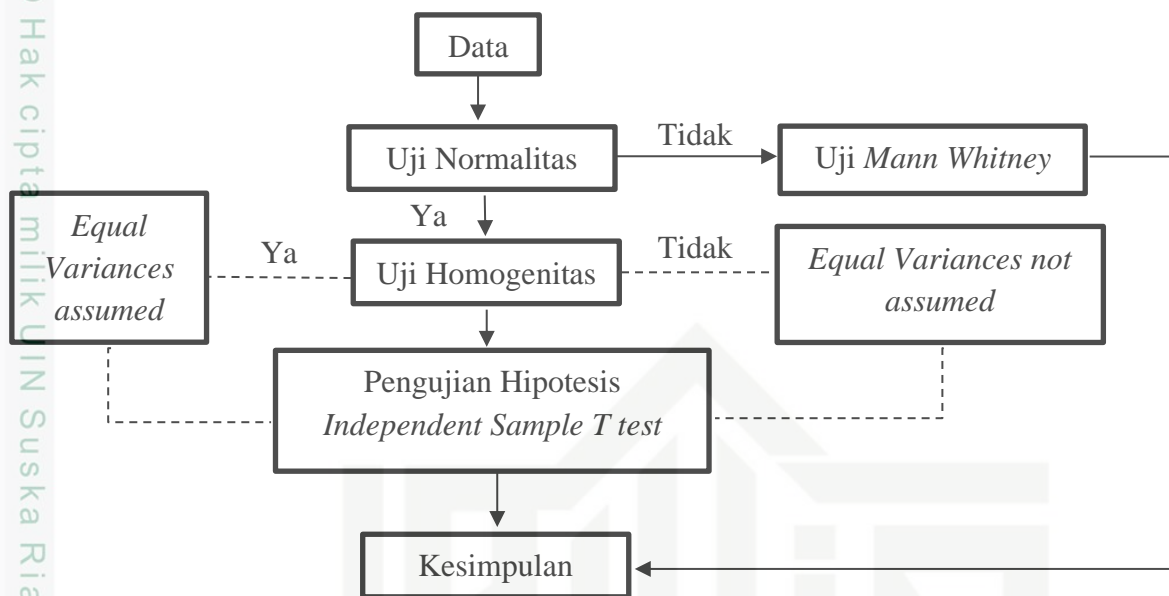 Data
Uji Normalitas
Tidak
Uji Mann Whitney
Ya
Equal
Variances
assumed
Ya
Uji Homogenitas
Tidak
Equal Variances not
assumed
Pengujian Hipotesis
Independent Sample T test
Kesimpulan
Hak cipta milik UIN Suska Ria